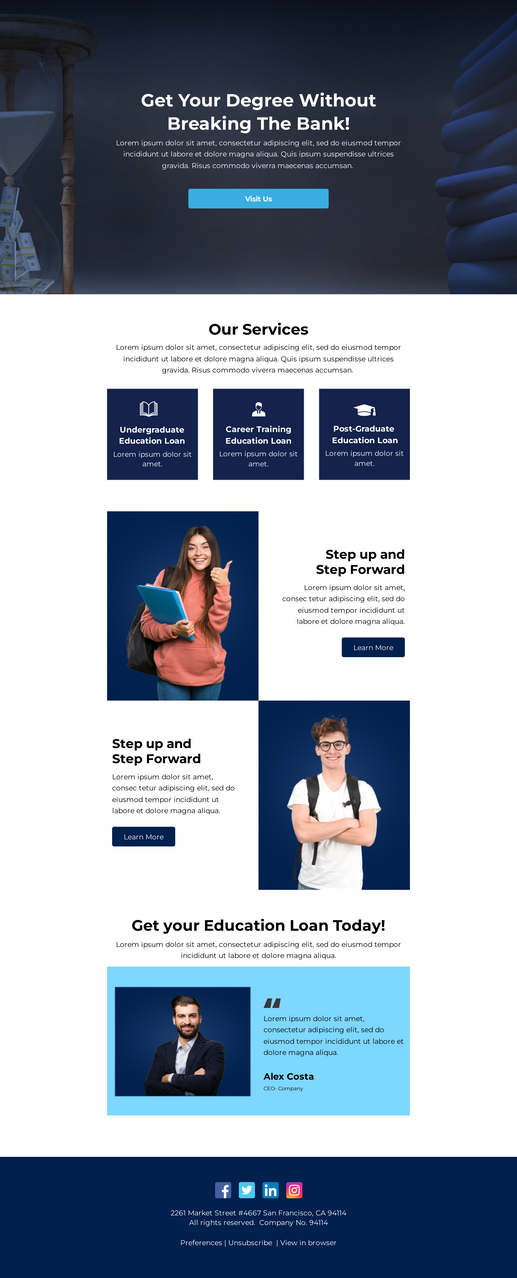 Get Your Degree Without
Breaking The Bank!
Lorem ipsum dolor sit amet, consectetur adipiscing elit, sed do eiusmod tempor
incididunt ut labore et dolore magna aliqua. Quis ipsum suspendisse ultrices
gravida. Risus commodo viverra maecenas accumsan.
Visit Us
Our Services
Lorem ipsum dolor sit amet, consectetur adipiscing elit, sed do eiusmod tempor
incididunt ut labore et dolore magna aliqua. Quis ipsum suspendisse ultrices
gravida. Risus commodo viverra maecenas accumsan.
Undergraduate
Education Loan
Lorem ipsum dolor sit
amet.
Career Training
Education Loan
Lorem ipsum dolor sit
amet.
Post-Graduate
Education Loan
Lorem ipsum dolor sit
amet.
Step up and
Step Forward
Lorem ipsum dolor sit amet,
consec tetur adipiscing elit, sed do
eiusmod tempor incididunt ut
labore et dolore magna aliqua.
Learn More
Step up and
Step Forward
Lorem ipsum dolor sit amet,
consec tetur adipiscing elit, sed do
eiusmod tempor incididunt ut
labore et dolore magna aliqua.
Learn More
Get your Education Loan Today!
Lorem ipsum dolor sit amet, consectetur adipiscing elit, sed do eiusmod tempor
incididunt ut labore et dolore magna aliqua.
Lorem ipsum dolor sit amet,
consectetur adipiscing elit, sed do
eiusmod tempor incididunt ut labore et
dolore magna aliqua.
Alex Costa
CEO- Company
2261 Market Street #4667 San Francisco, CA 94114
All rights reserved. Company No. 94114
Preferences | Unsubscribe | View in browser